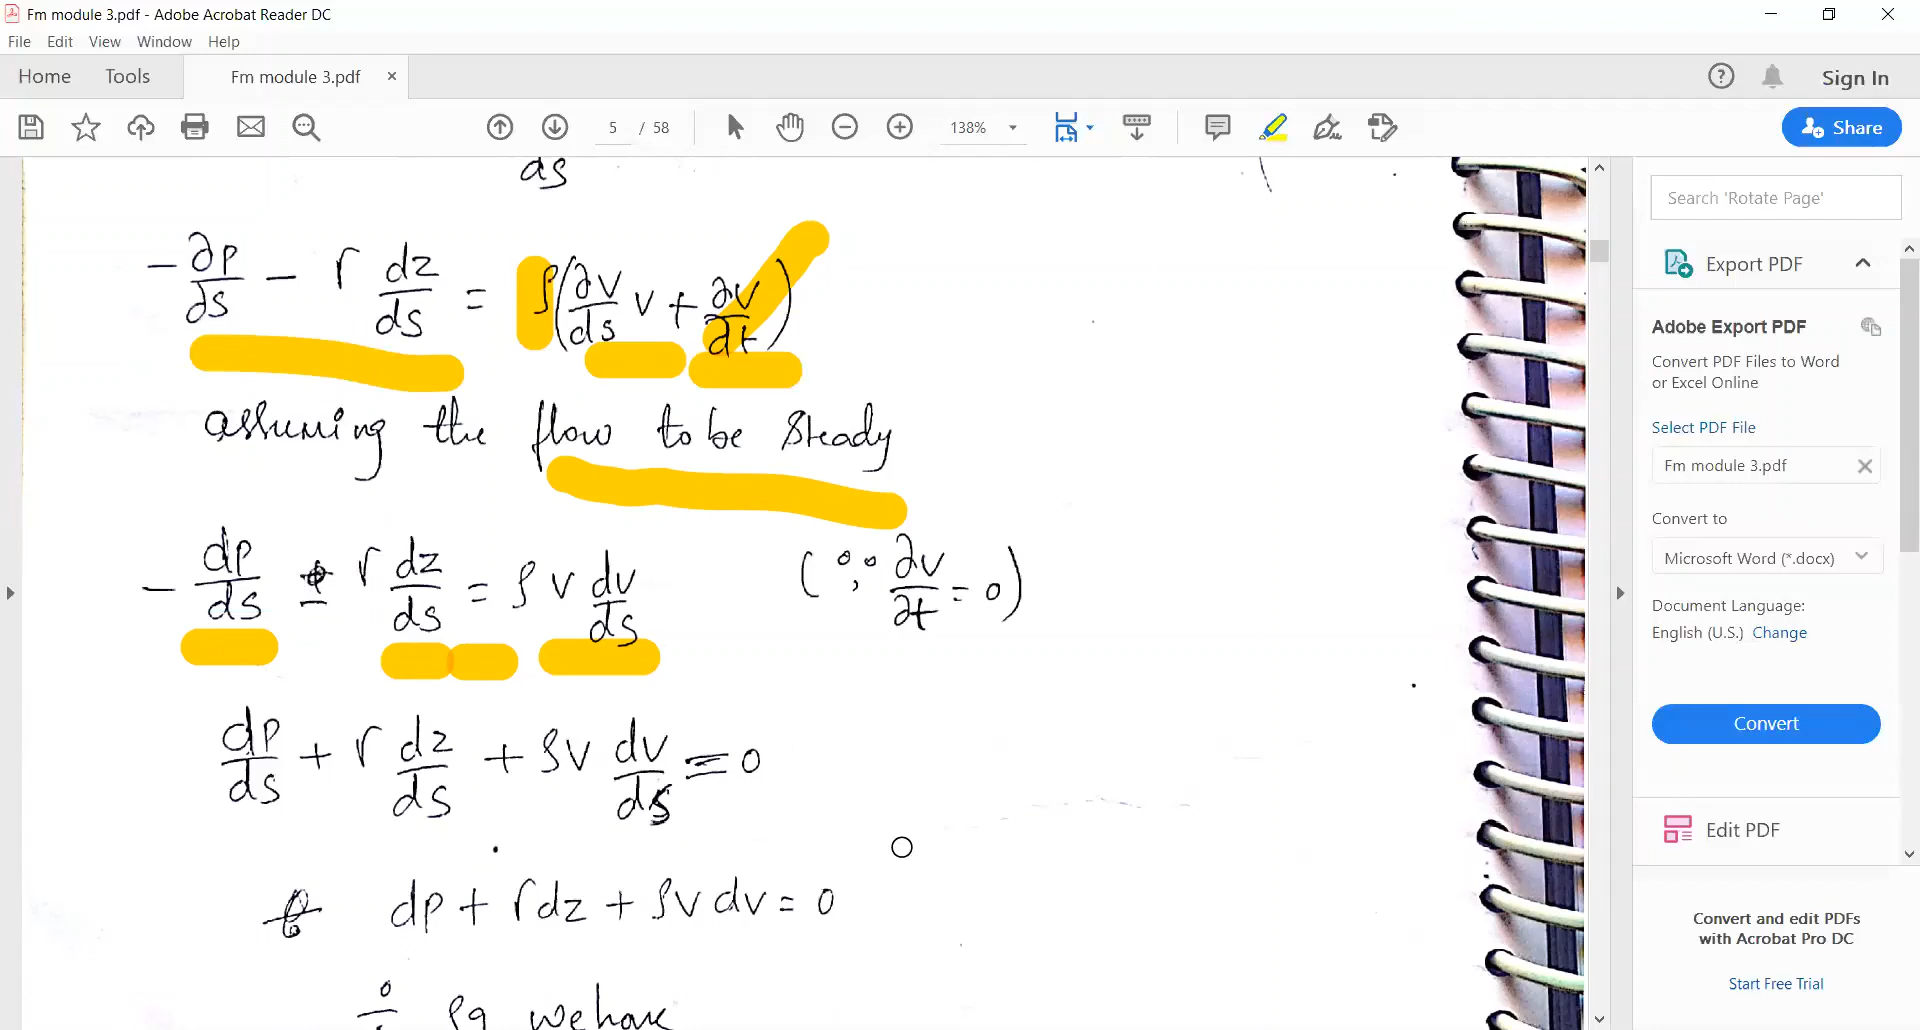 Fm module 3.pdf - Adobe Acrobat Reader DC
File Edit View Window Help
Home Tools Fm module 3.pdf × Sign In
5 / 58 138% Share
ds
-∂p/∂s - r dz/ds = ρ(∂v/ds v + ∂v/dt)
assuming the flow to be steady
-dp/ds - r dz/ds = ρ v dv/ds (∵ ∂v/∂t = 0)
dp/ds + r dz/ds + ρv dv/ds = 0
dp + rdz + ρv dv = 0
÷ ρg we have
Search 'Rotate Page'
Export PDF
Adobe Export PDF
Convert PDF Files to Word
or Excel Online
Select PDF File
Fm module 3.pdf
Convert to
Microsoft Word (*.docx)
Document Language:
English (U.S.) Change
Convert
Edit PDF
Convert and edit PDFs
with Acrobat Pro DC
Start Free Trial